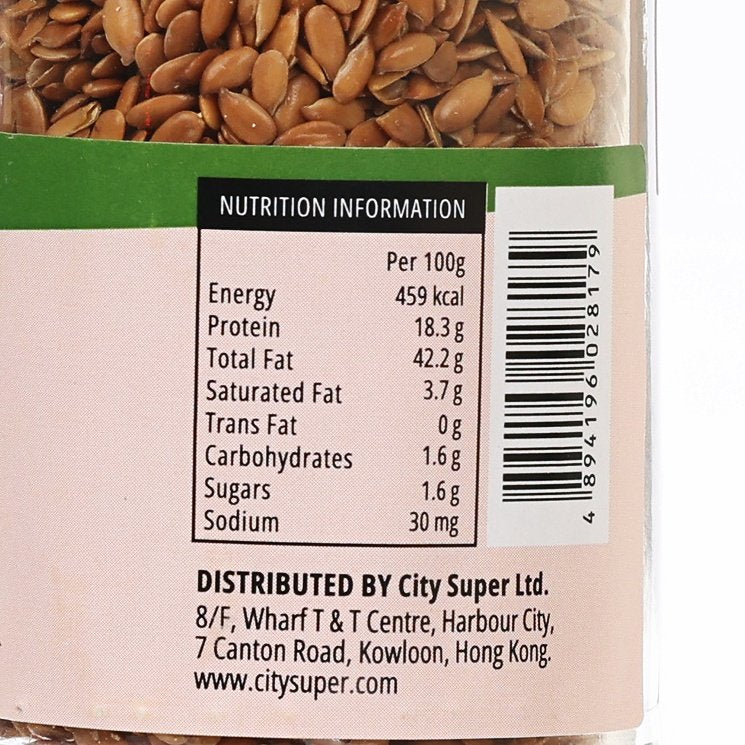 NUTRITION INFORMATION
Per 100g
Energy 459 kcal
Protein 18.3 g
Total Fat 42.2 g
Saturated Fat 3.7 g
Trans Fat 0 g
Carbohydrates 1.6 g
Sugars 1.6 g
Sodium 30 mg
4 894196 028179
DISTRIBUTED BY City Super Ltd.
8/F, Wharf T & T Centre, Harbour City,
7 Canton Road, Kowloon, Hong Kong.
www.citysuper.com